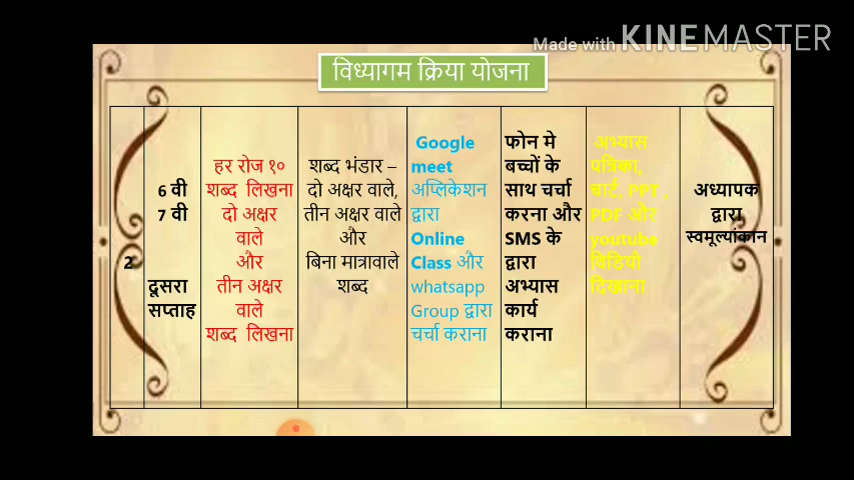 Made with KINEMASTER
विध्यागम क्रिया योजना
2
6 वी
7 वी
दूसरा
सप्ताह
हर रोज १०
शब्द लिखना
दो अक्षर
वाले
और
तीन अक्षर
वाले
शब्द लिखना
शब्द भंडार –
दो अक्षर वाले,
तीन अक्षर वाले
और
बिना मात्रावाले
शब्द
Google
meet
अप्लिकेशन
द्वारा
Online
Class और
whatsapp
Group द्वारा
चर्चा कराना
फोन मे
बच्चों के
साथ चर्चा
करना और
SMS के
द्वारा
अभ्यास
कार्य
कराना
अभ्यास
पत्रिका,
चार्ट, PPT ,
PDF और
youtube
विडियो
दिखाना
अध्यापक
द्वारा
स्वमूल्यांकान